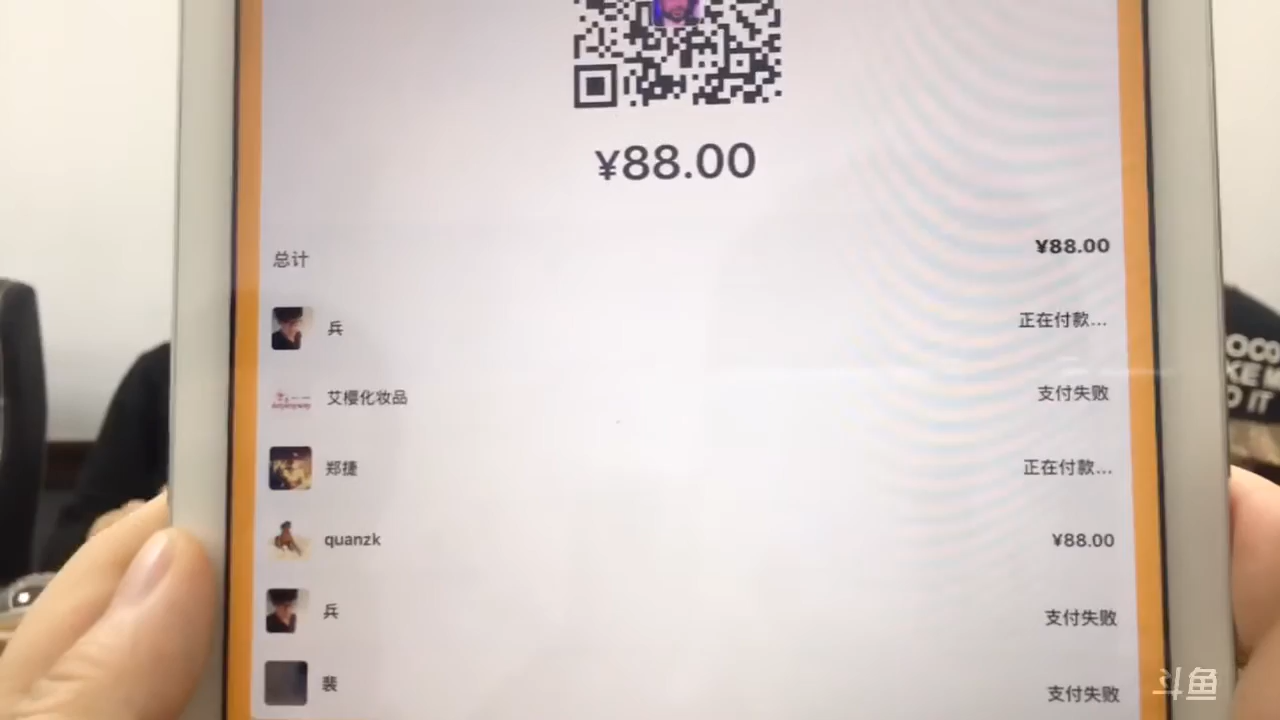 ¥88.00
总计 ¥88.00
兵 正在付款...
艾樱化妆品 支付失败
郑捷 正在付款...
quanzk ¥88.00
兵 支付失败
裴 支付失败
斗鱼